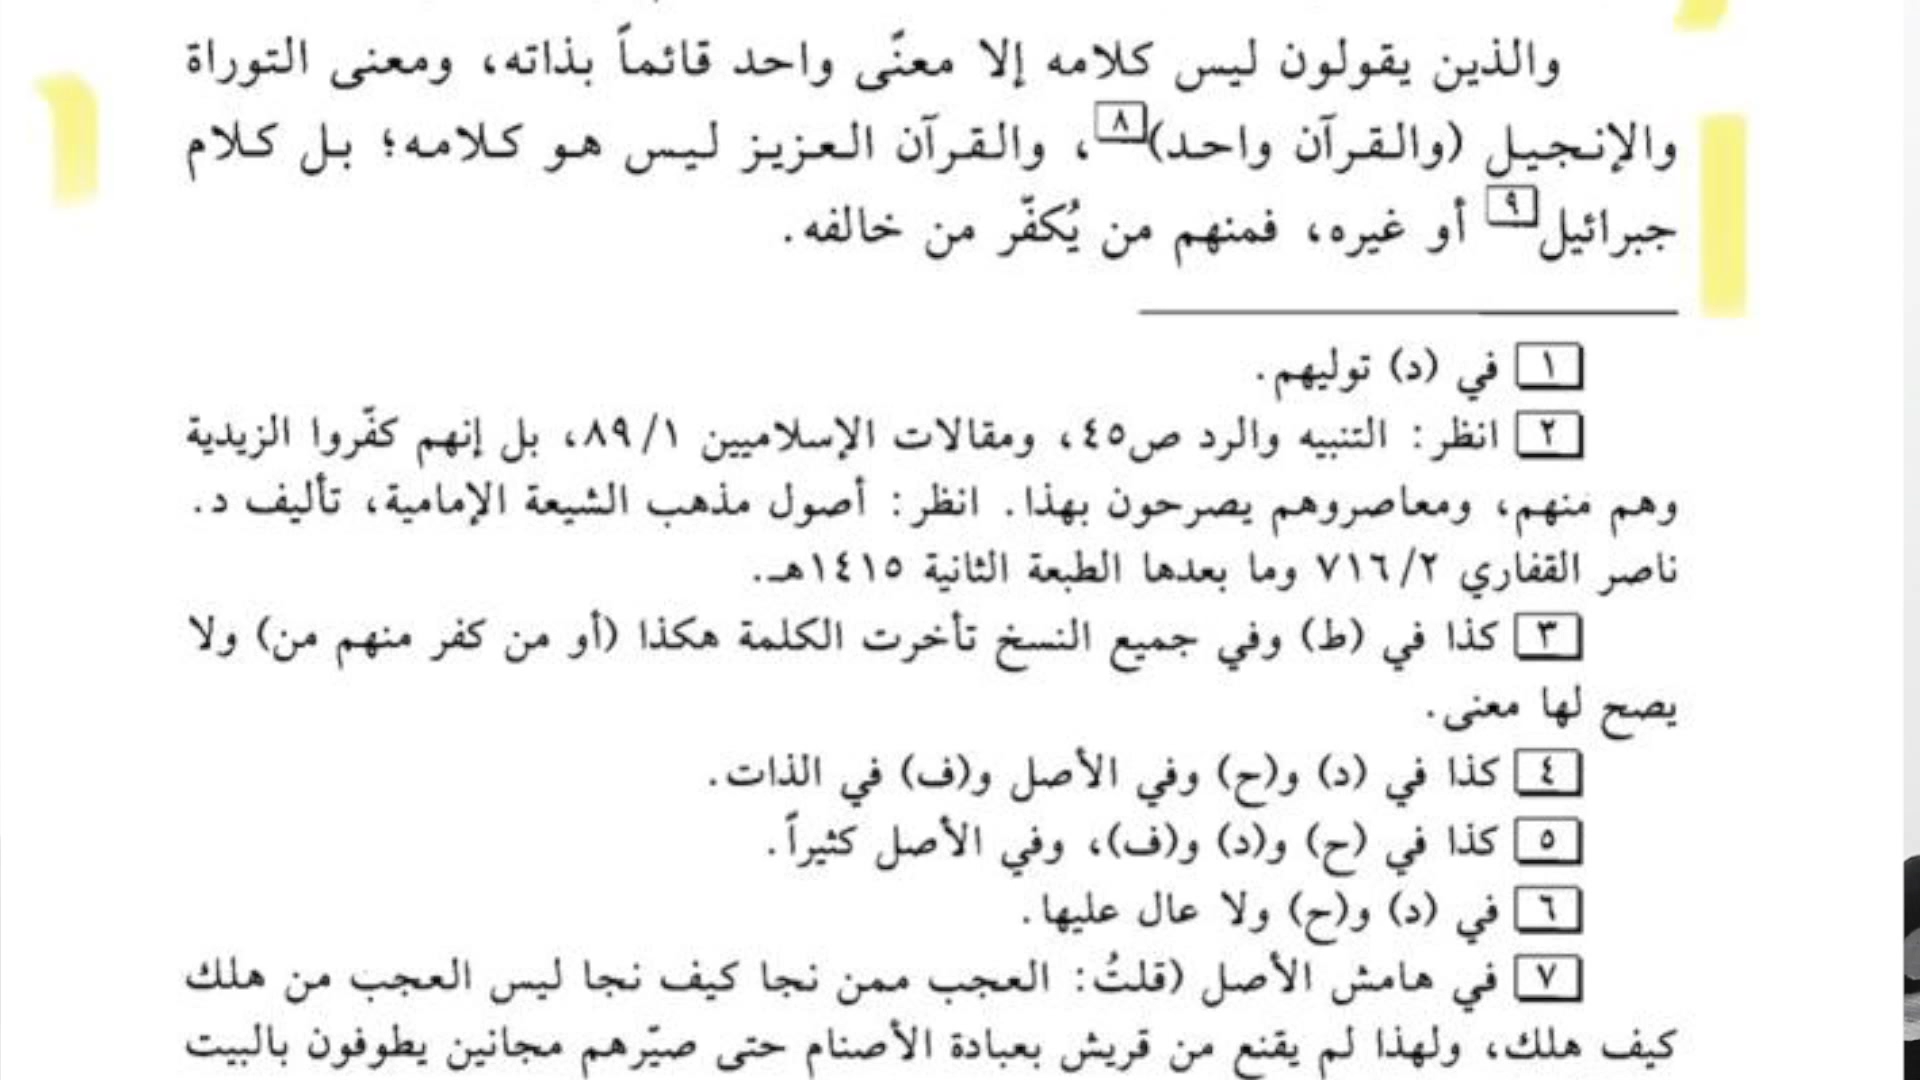 والذين يقولون ليس كلامه إلا معنًى واحد قائماً بذاته، ومعنى التوراة
والإنجيل (والقرآن واحد)٨، والقرآن العزيز ليس هو كلامه؛ بل كلام
جبرائيل٩ أو غيره، فمنهم من يُكفّر من خالفه.
١ في (د) توليهم.
٢ انظر: التنبيه والرد ص٤٥، ومقالات الإسلاميين ٨٩/١، بل إنهم كفّروا الزيدية
وهم منهم، ومعاصروهم يصرحون بهذا. انظر: أصول مذهب الشيعة الإمامية، تأليف د.
ناصر القفاري ٧١٦/٢ وما بعدها الطبعة الثانية ١٤١٥هـ.
٣ كذا في (ط) وفي جميع النسخ تأخرت الكلمة هكذا (أو من كفر منهم من) ولا
يصح لها معنى.
٤ كذا في (د) و(ح) وفي الأصل و(ف) في الذات.
٥ كذا في (ح) و(د) و(ف)، وفي الأصل كثيراً.
٦ في (د) و(ح) ولا عال عليها.
٧ في هامش الأصل (قلتُ: العجب ممن نجا كيف نجا ليس العجب من هلك
كيف هلك، ولهذا لم يقنع من قريش بعبادة الأصنام حتى صيّرهم مجانين يطوفون بالبيت